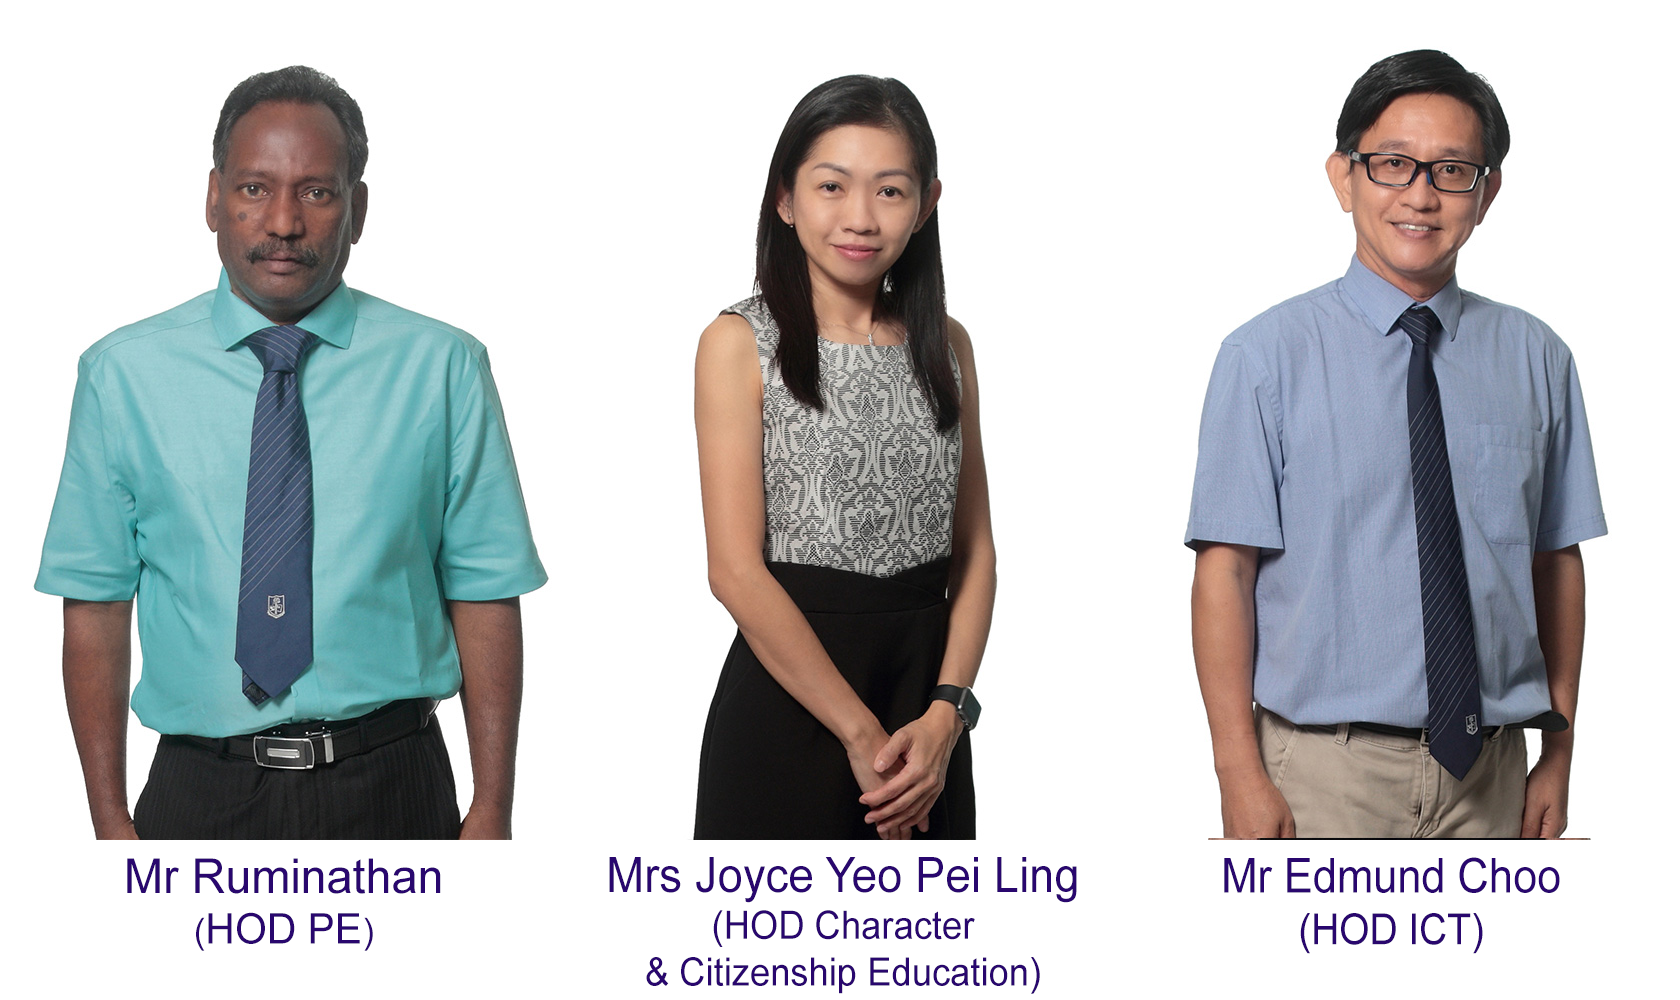 Mr Ruminathan
(HOD PE)
Mrs Joyce Yeo Pei Ling
(HOD Character
& Citizenship Education)
Mr Edmund Choo
(HOD ICT)